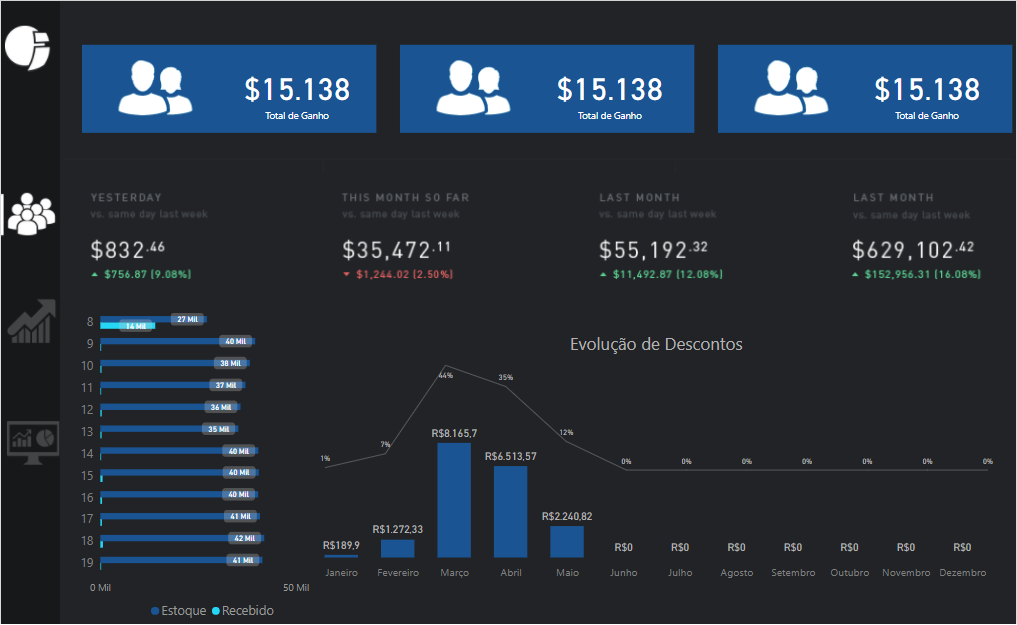 $15.138
Total de Ganho
$15.138
Total de Ganho
$15.138
Total de Ganho
YESTERDAY
vs. same day last week
$832.46
▲ $756.87 (9.08%)
THIS MONTH SO FAR
vs. same day last week
$35,472.11
▼ $1,244.02 (2.50%)
LAST MONTH
vs. same day last week
$55,192.32
▲ $11,492.87 (12.08%)
LAST MONTH
vs. same day last week
$629,102.42
▲ $152,956.31 (16.08%)
8 27 Mil
14 Mil
9 40 Mil
10 38 Mil
11 37 Mil
12 36 Mil
13 35 Mil
14 40 Mil
15 40 Mil
16 40 Mil
17 41 Mil
18 42 Mil
19 41 Mil
0 Mil 50 Mil
Estoque Recebido
Evolução de Descontos
1% 7% 44% 35% 12% 0% 0% 0% 0% 0% 0% 0%
R$189,9 R$1.272,33 R$8.165,7 R$6.513,57 R$2.240,82 R$0 R$0 R$0 R$0 R$0 R$0 R$0
Janeiro Fevereiro Março Abril Maio Junho Julho Agosto Setembro Outubro Novembro Dezembro